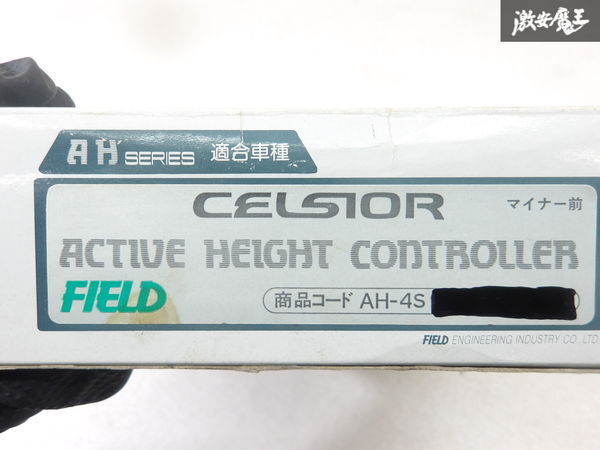 激安魔王
AH SERIES 適合車種
CELSIOR マイナー前
ACTIVE HEIGHT CONTROLLER
FIELD 商品コード AH-4S
FIELD ENGINEERING INDUSTRY CO., LTD